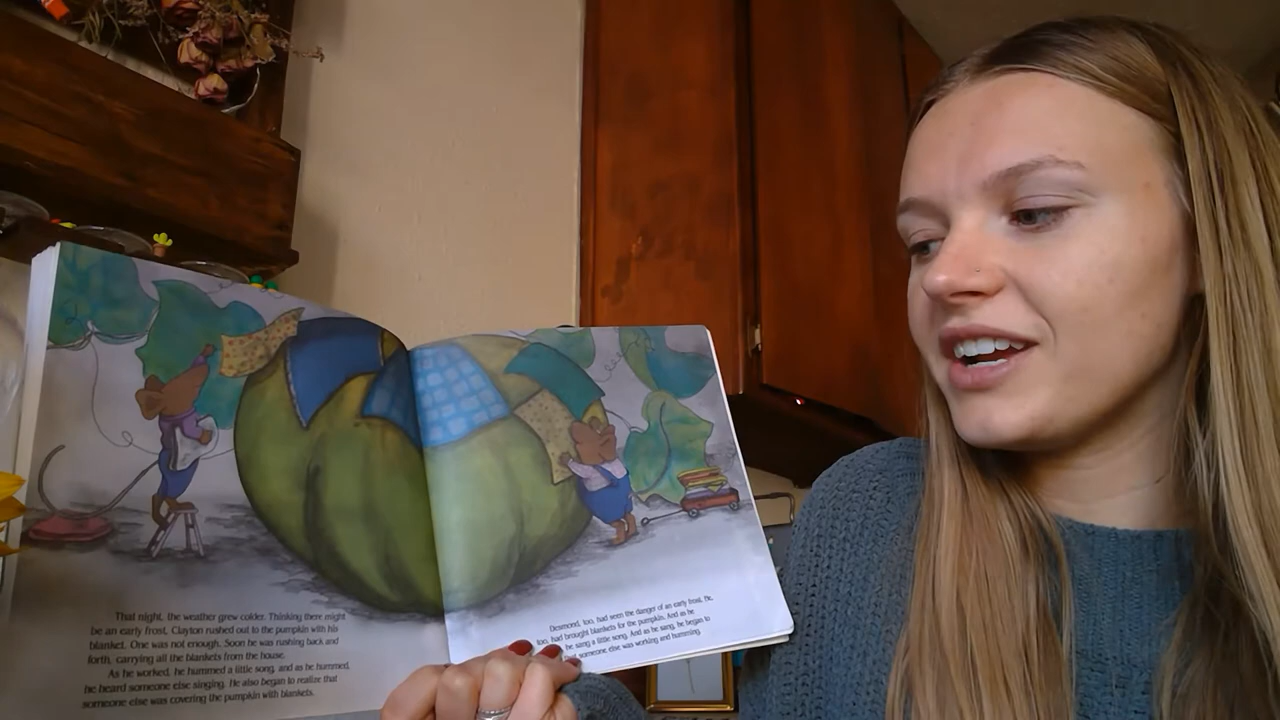 That night, the weather grew colder. Thinking there might
be an early frost, Clayton rushed out to the pumpkin with his
blanket. One was not enough. Soon he was rushing back and
forth, carrying all the blankets from the house.
As he worked, he hummed a little song, and as he hummed,
he heard someone else singing. He also began to realize that
someone else was covering the pumpkin with blankets.
Desmond, too, had seen the danger of an early frost. He,
too, had brought blankets for the pumpkin. And as he
he sang a little song. And as he sang, he began to
someone else was working and humming.